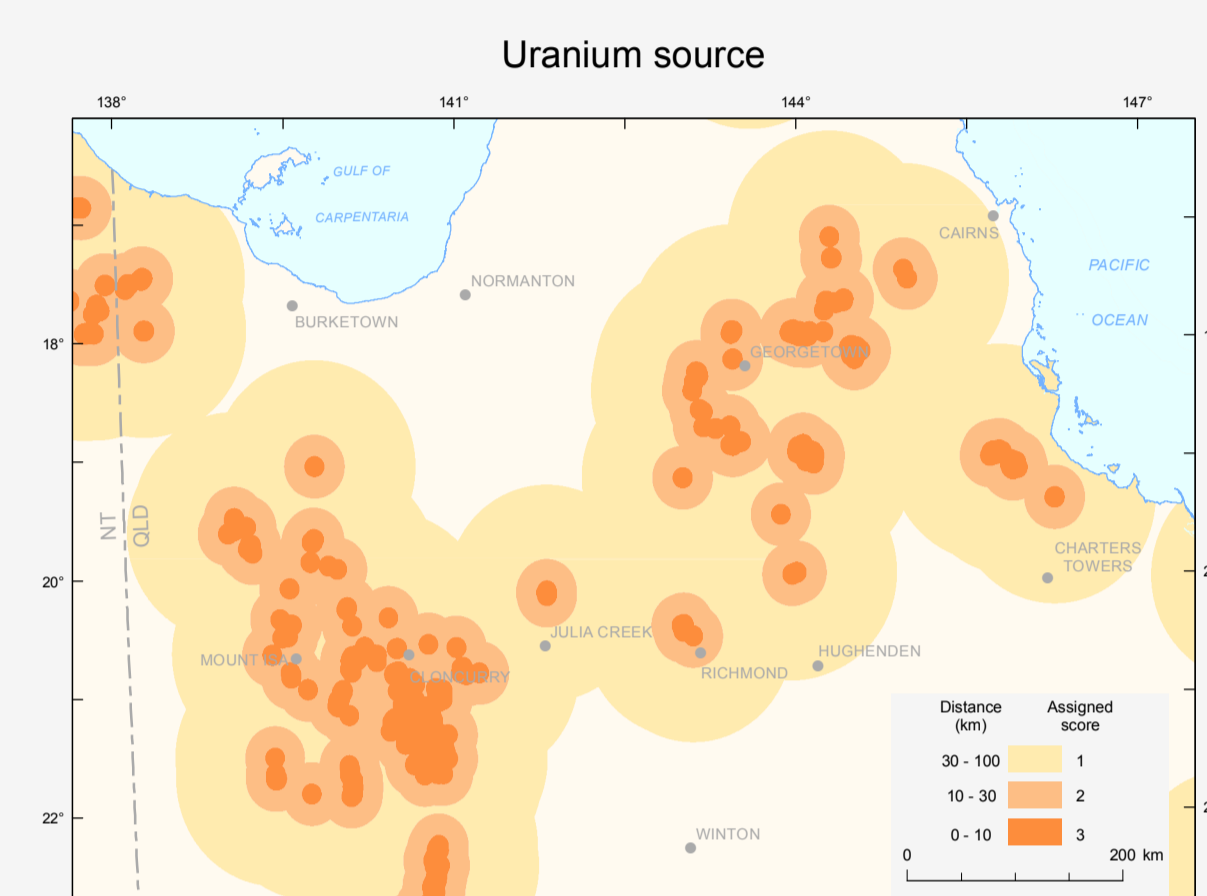 Uranium source
138°
141°
144°
147°
GULF OF
CARPENTARIA
CAIRNS
PACIFIC
OCEAN
NORMANTON
BURKETOWN
18°
GEORGETOWN
NT
QLD
CHARTERS
TOWERS
20°
JULIA CREEK
MOUNT ISA
CLONCURRY
RICHMOND
HUGHENDEN
Distance
(km)
Assigned
score
30 - 100
1
10 - 30
2
0 - 10
3
22°
WINTON
0
200 km